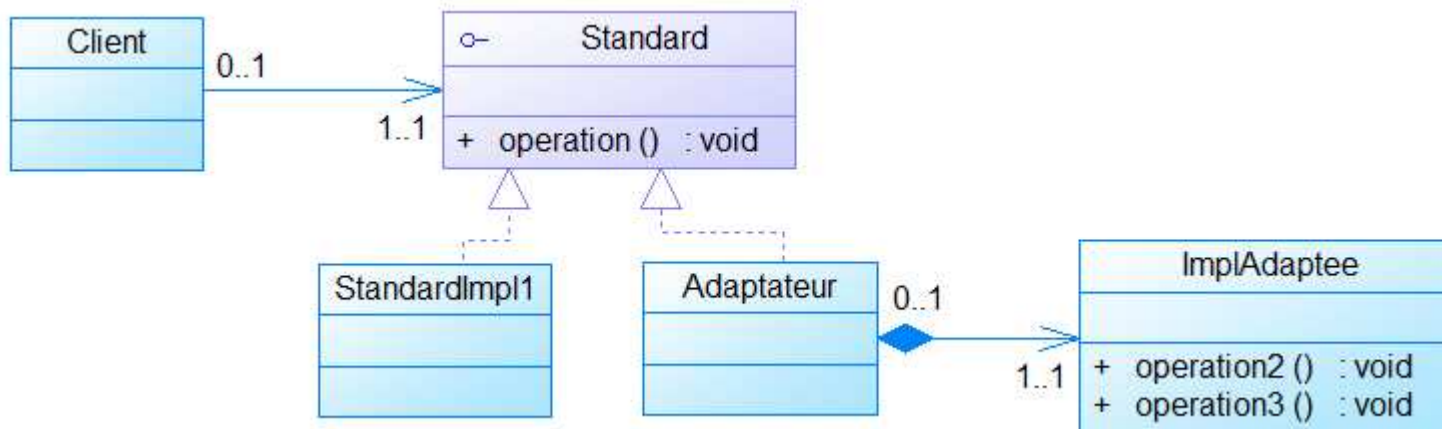 Client
Standard
0..1
1..1
+ operation () : void
StandardImpl1
Adaptateur
ImplAdaptee
0..1
1..1
+ operation2 () : void
+ operation3 () : void